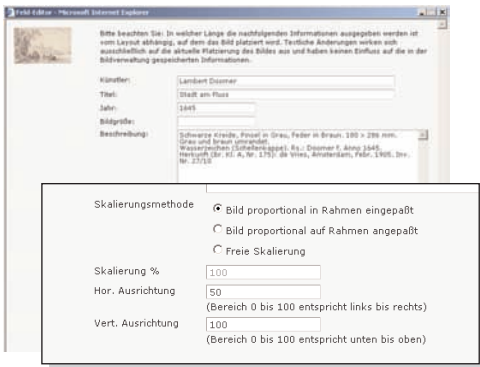 Feld-Editor - Microsoft Internet Explorer
Bitte beachten Sie: In welcher Länge die nachfolgenden Informationen ausgegeben werden ist
vom Layout abhängig, auf dem das Bild platziert wird. Textliche Änderungen wirken sich
ausschließlich auf die aktuelle Platzierung des Bildes aus und haben keinen Einfluss auf die in der
Bildverwaltung gespeicherten Informationen.
Künstler: Lambert Doomer
Titel: Stadt am Fluss
Jahr: 1645
Bildgröße:
Beschreibung: Schwarze Kreide, Pinsel in Grau, Feder in Braun. 180 x 286 mm.
Grau und braun umrandet.
Wasserzeichen (Schellenkappe). Rs.: Doomer f. Anno 1645.
Herkunft (Gr. Kl. A, Nr. 175): de Vries, Amsterdam, Febr. 1905. Inv.
Nr. 27/10
Skalierungsmethode
Bild proportional in Rahmen eingepaßt
Bild proportional auf Rahmen angepaßt
Freie Skalierung
Skalierung % 100
Hor. Ausrichtung 50
(Bereich 0 bis 100 entspricht links bis rechts)
Vert. Ausrichtung 100
(Bereich 0 bis 100 entspricht unten bis oben)